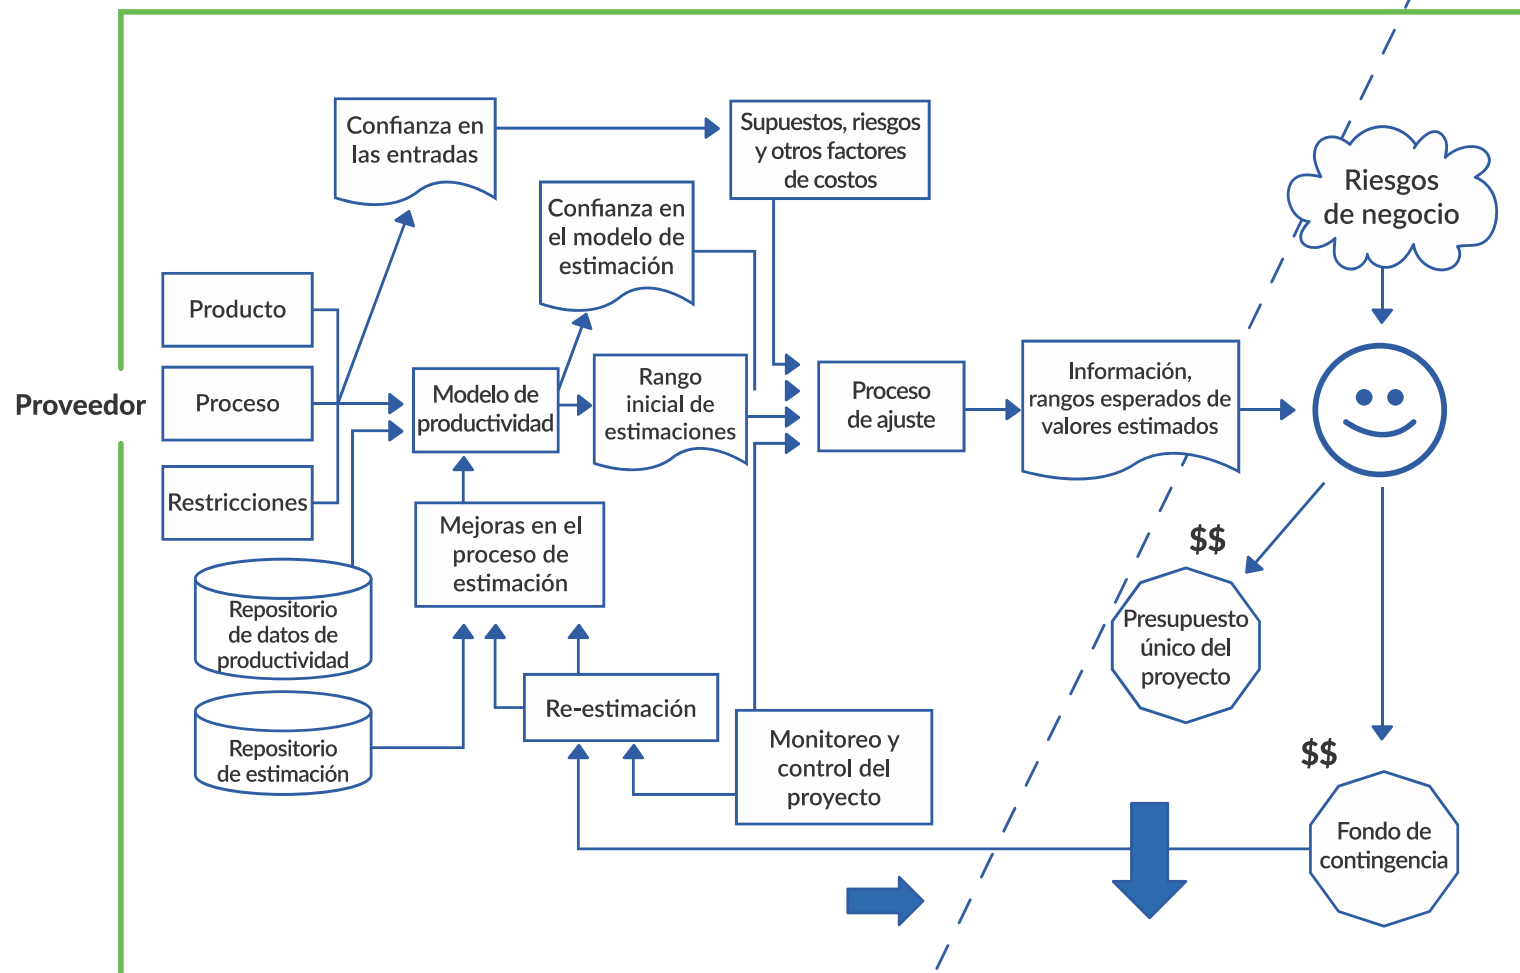 Confianza en
las entradas
Supuestos, riesgos
y otros factores
de costos
Riesgos
de negocio
Confianza en
el modelo de
estimación
Producto
Proveedor
Proceso
Modelo de
productividad
Rango
inicial de
estimaciones
Proceso
de ajuste
Información,
rangos esperados de
valores estimados
Restricciones
Mejoras en el
proceso de
estimación
$$
Repositorio
de datos de
productividad
Presupuesto
único del
proyecto
Re-estimación
Repositorio
de estimación
Monitoreo y
control del
proyecto
$$
Fondo de
contingencia